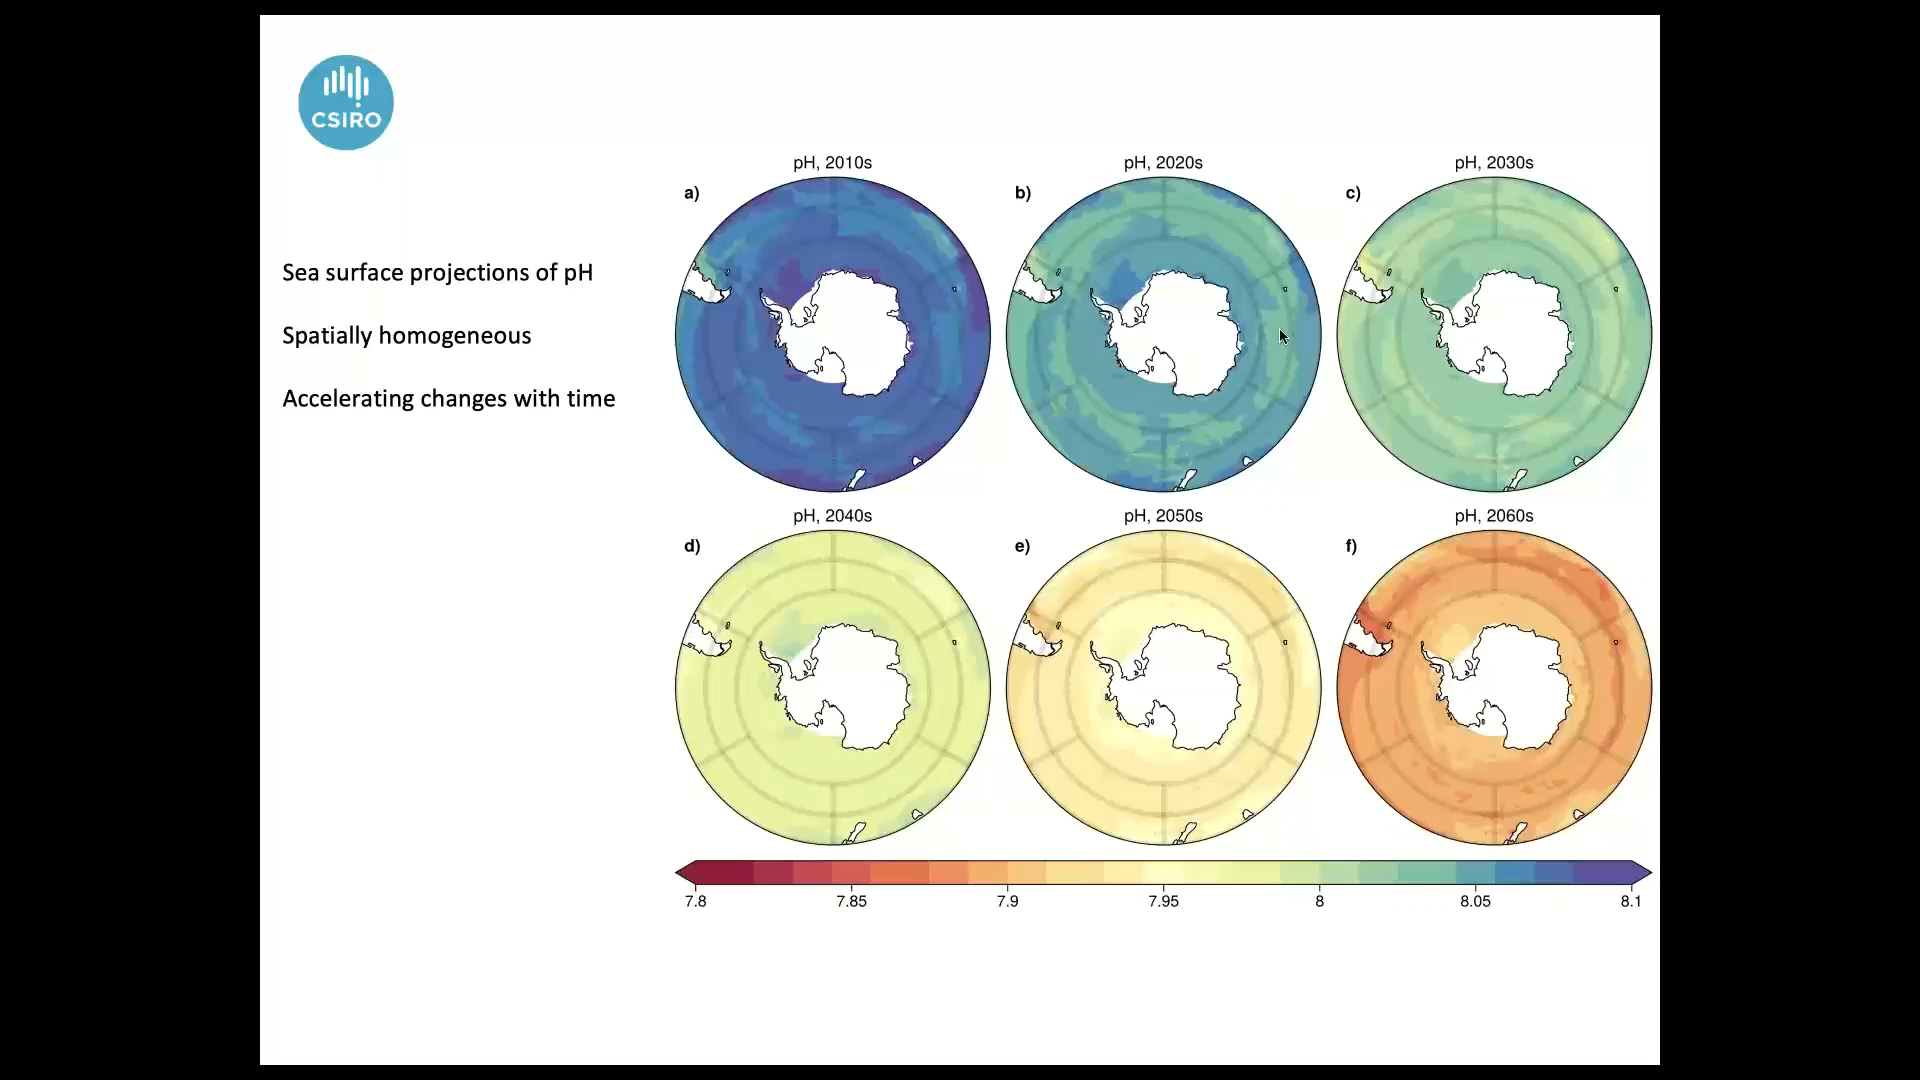 CSIRO
Sea surface projections of pH
Spatially homogeneous
Accelerating changes with time
pH, 2010s
pH, 2020s
pH, 2030s
a)
b)
c)
pH, 2040s
pH, 2050s
pH, 2060s
d)
e)
f)
7.8 7.85 7.9 7.95 8 8.05 8.1